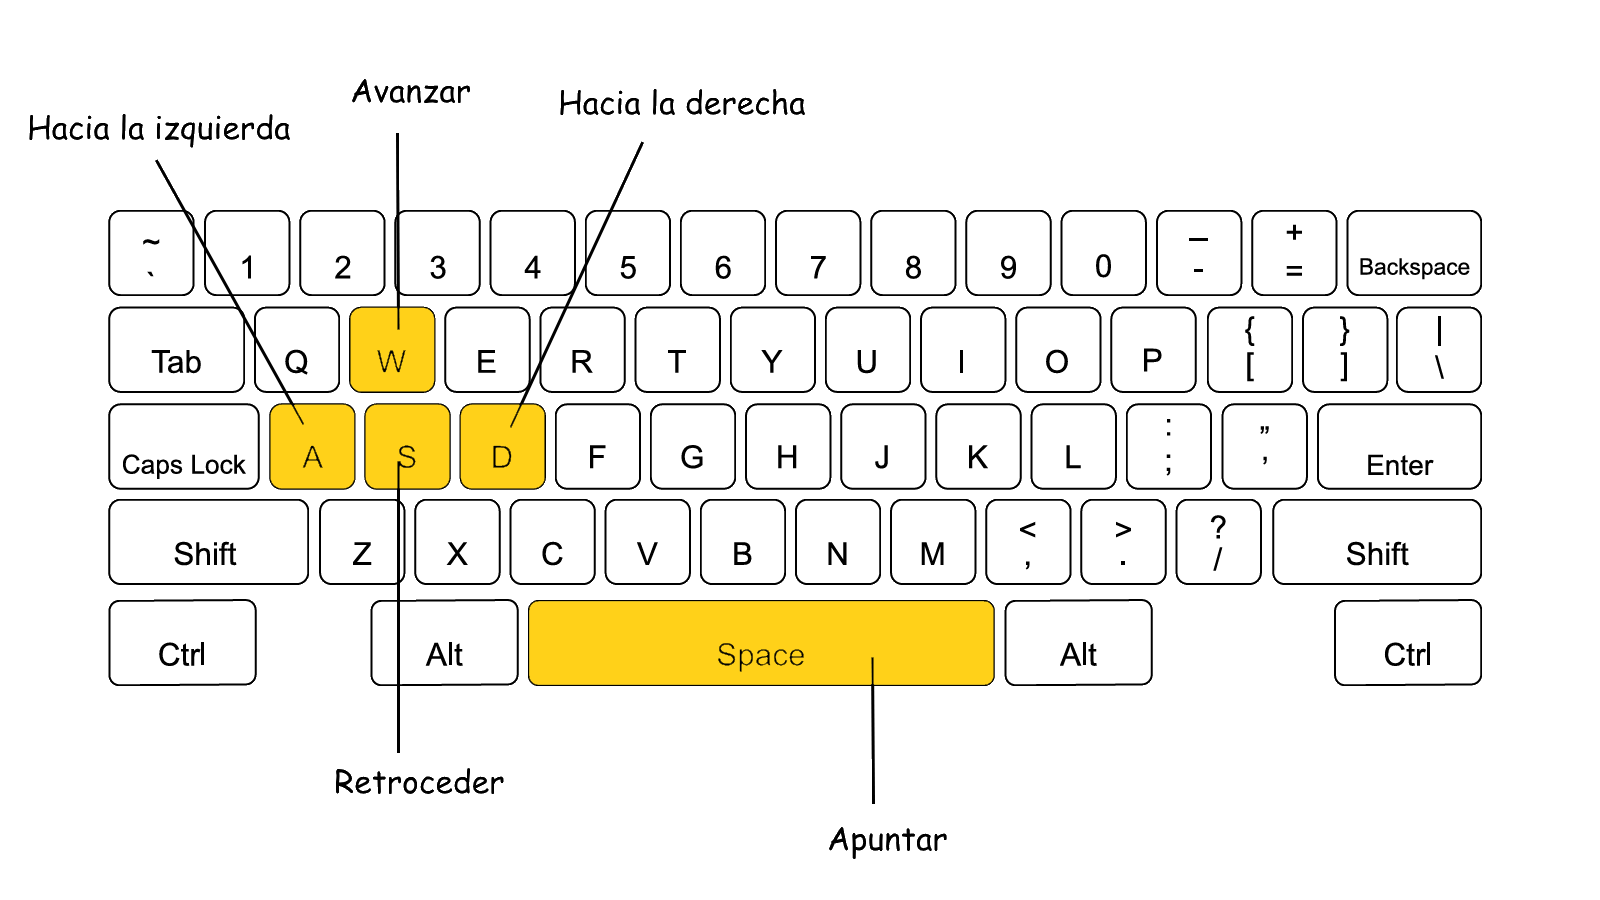 Avanzar
Hacia la derecha
Hacia la izquierda
~ ` 1 2 3 4 5 6 7 8 9 0 – - + = Backspace
Tab Q W E R T Y U I O P { [ } ] | \
Caps Lock A S D F G H J K L : ; ” ’ Enter
Shift Z X C V B N M < , > . ? / Shift
Ctrl Alt Space Alt Ctrl
Retroceder
Apuntar